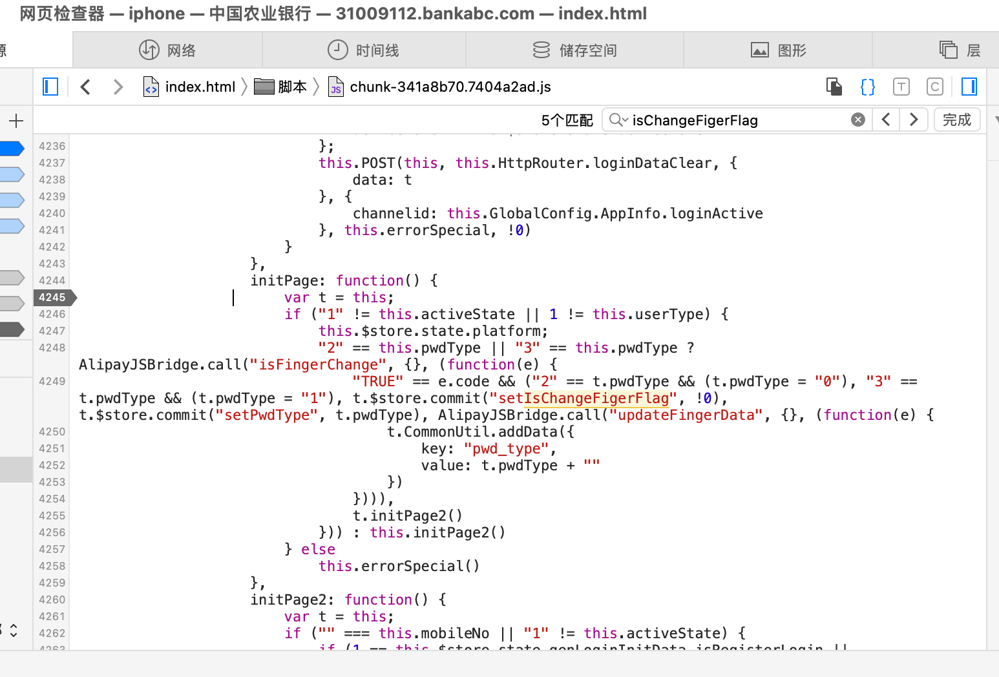 网页检查器 — iphone — 中国农业银行 — 31009112.bankabc.com — index.html
源 网络 时间线 储存空间 图形 层
index.html 脚本 chunk-341a8b70.7404a2ad.js T C
5个匹配 isChangeFigerFlag 完成
4236 };
4237 this.POST(this, this.HttpRouter.loginDataClear, {
4238 data: t
4239 }, {
4240 channelid: this.GlobalConfig.AppInfo.loginActive
4241 }, this.errorSpecial, !0)
4242 }
4243 },
4244 initPage: function() {
4245 var t = this;
4246 if ("1" != this.activeState || 1 != this.userType) {
4247 this.$store.state.platform;
4248 "2" == this.pwdType || "3" == this.pwdType ?
AlipayJSBridge.call("isFingerChange", {}, (function(e) {
4249 "TRUE" == e.code && ("2" == t.pwdType && (t.pwdType = "0"), "3" ==
t.pwdType && (t.pwdType = "1"), t.$store.commit("setIsChangeFigerFlag", !0),
t.$store.commit("setPwdType", t.pwdType), AlipayJSBridge.call("updateFingerData", {}, (function(e) {
4250 t.CommonUtil.addData({
4251 key: "pwd_type",
4252 value: t.pwdType + ""
4253 })
4254 }))),
4255 t.initPage2()
4256 })) : this.initPage2()
4257 } else
4258 this.errorSpecial()
4259 },
4260 initPage2: function() {
4261 var t = this;
4262 if ("" === this.mobileNo || "1" != this.activeState) {
4263 if (1 == this.$store.state.genLoginInitData.isRegisterLogin ||